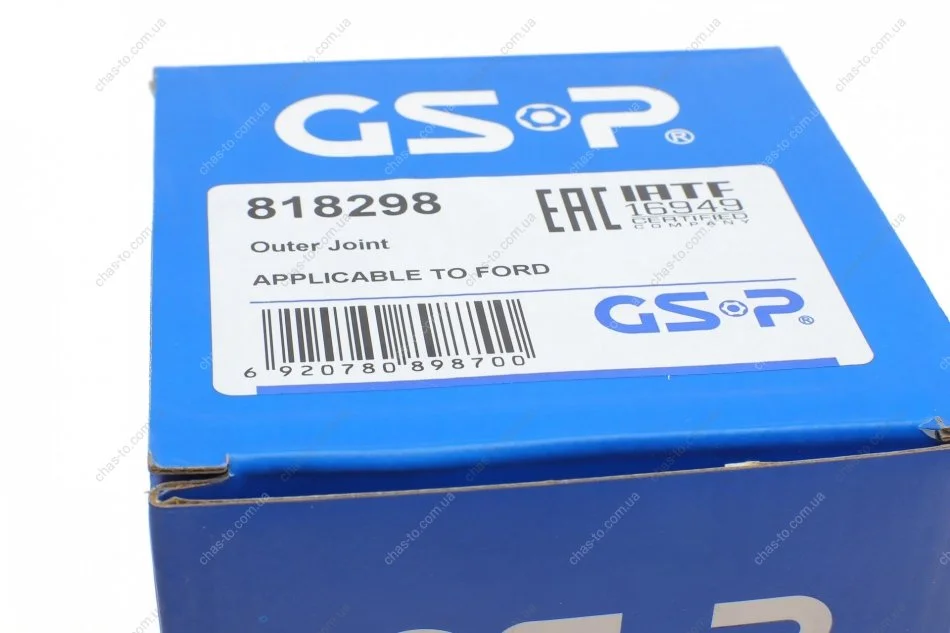 GSP®
818298
EAC
IATF
16949
CERTIFIED
COMPANY
Outer Joint
APPLICABLE TO FORD
GSP®
6 920780 898700
GSP
chas-to.com.ua